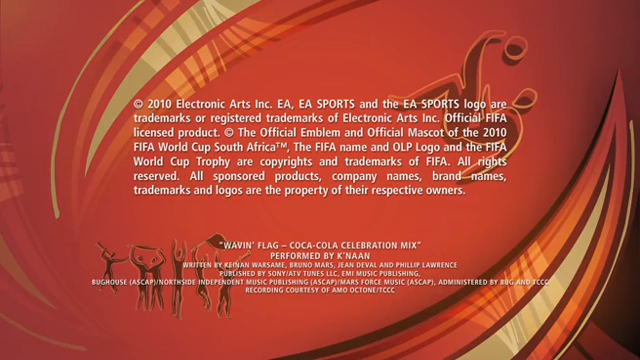 © 2010 Electronic Arts Inc. EA, EA SPORTS and the EA SPORTS logo are
trademarks or registered trademarks of Electronic Arts Inc. Official FIFA
licensed product. © The Official Emblem and Official Mascot of the 2010
FIFA World Cup South Africa™, The FIFA name and OLP Logo and the FIFA
World Cup Trophy are copyrights and trademarks of FIFA. All rights
reserved. All sponsored products, company names, brand names,
trademarks and logos are the property of their respective owners.
"WAVIN' FLAG – COCA-COLA CELEBRATION MIX"
PERFORMED BY K'NAAN
WRITTEN BY KEINAN WARSAME, BRUNO MARS, JEAN DEVAL AND PHILLIP LAWRENCE
PUBLISHED BY SONY/ATV TUNES LLC, EMI MUSIC PUBLISHING,
BUGHOUSE (ASCAP)/NORTHSIDE INDEPENDENT MUSIC PUBLISHING (ASCAP)/MARS FORCE MUSIC (ASCAP), ADMINISTERED BY BUG AND TCCC
RECORDING COURTESY OF AMO OCTONE/TCCC